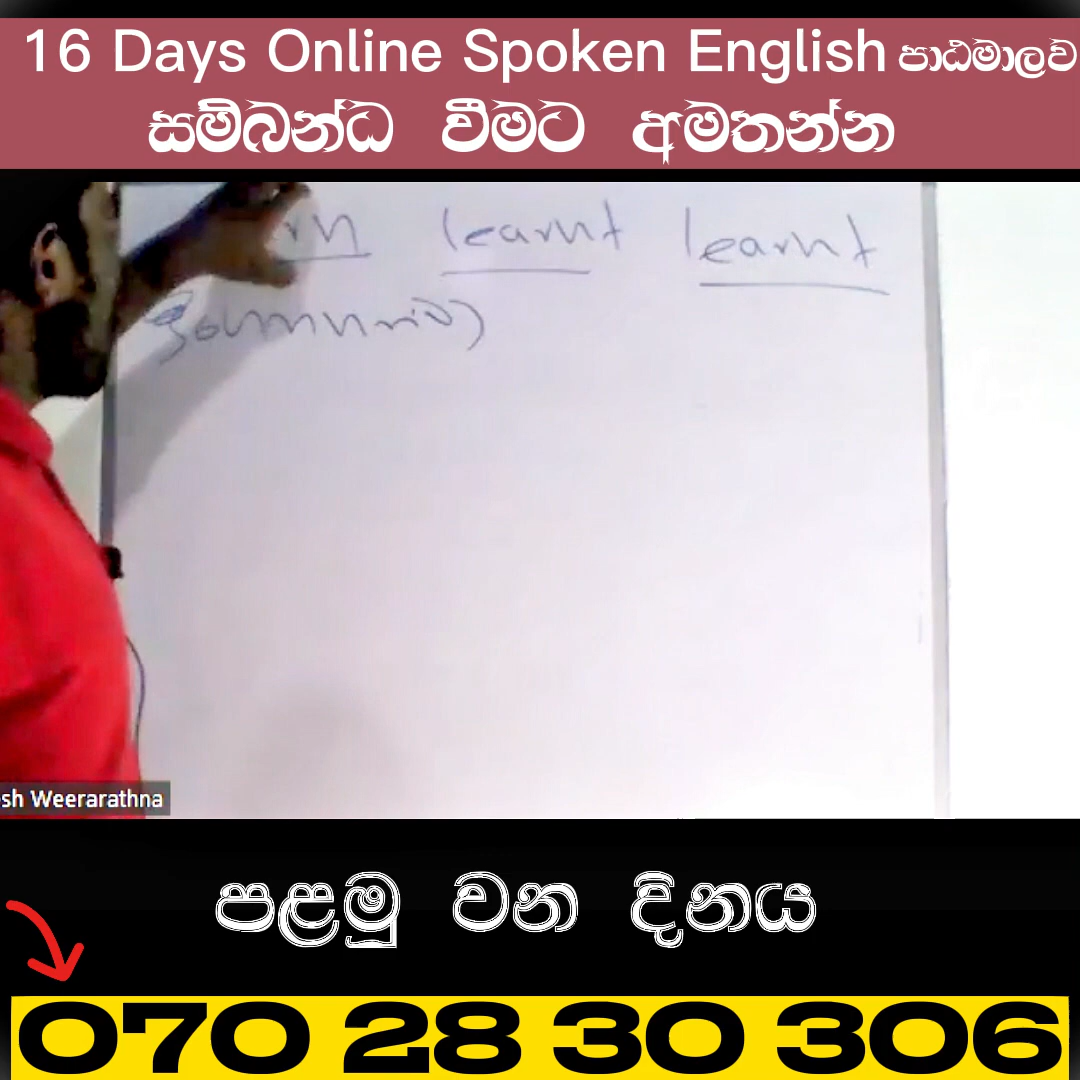 16 Days Online Spoken English පාඨමාලව
සම්බන්ධ වීමට අමතන්න
rn learnt learnt
sh Weerarathna
පළමු වන දිනය
070 28 30 306